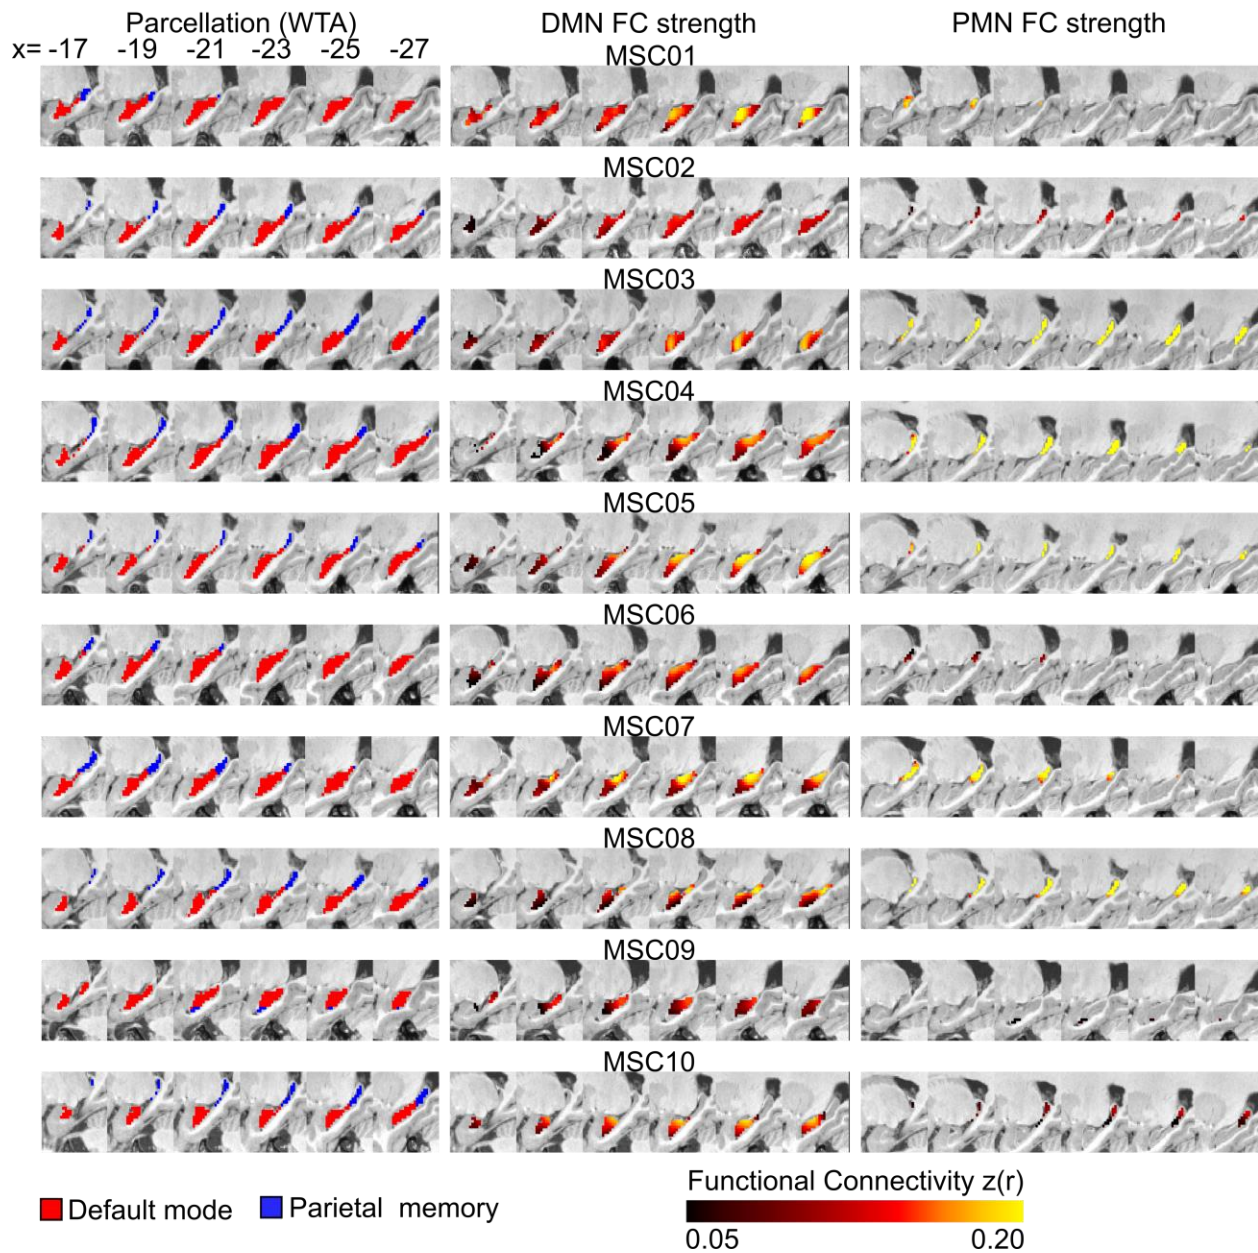 Parcellation (WTA) DMN FC strength PMN FC strength
x= -17 -19 -21 -23 -25 -27
MSC01
MSC02
MSC03
MSC04
MSC05
MSC06
MSC07
MSC08
MSC09
MSC10
Default mode Parietal memory
Functional Connectivity z(r)
0.05 0.20